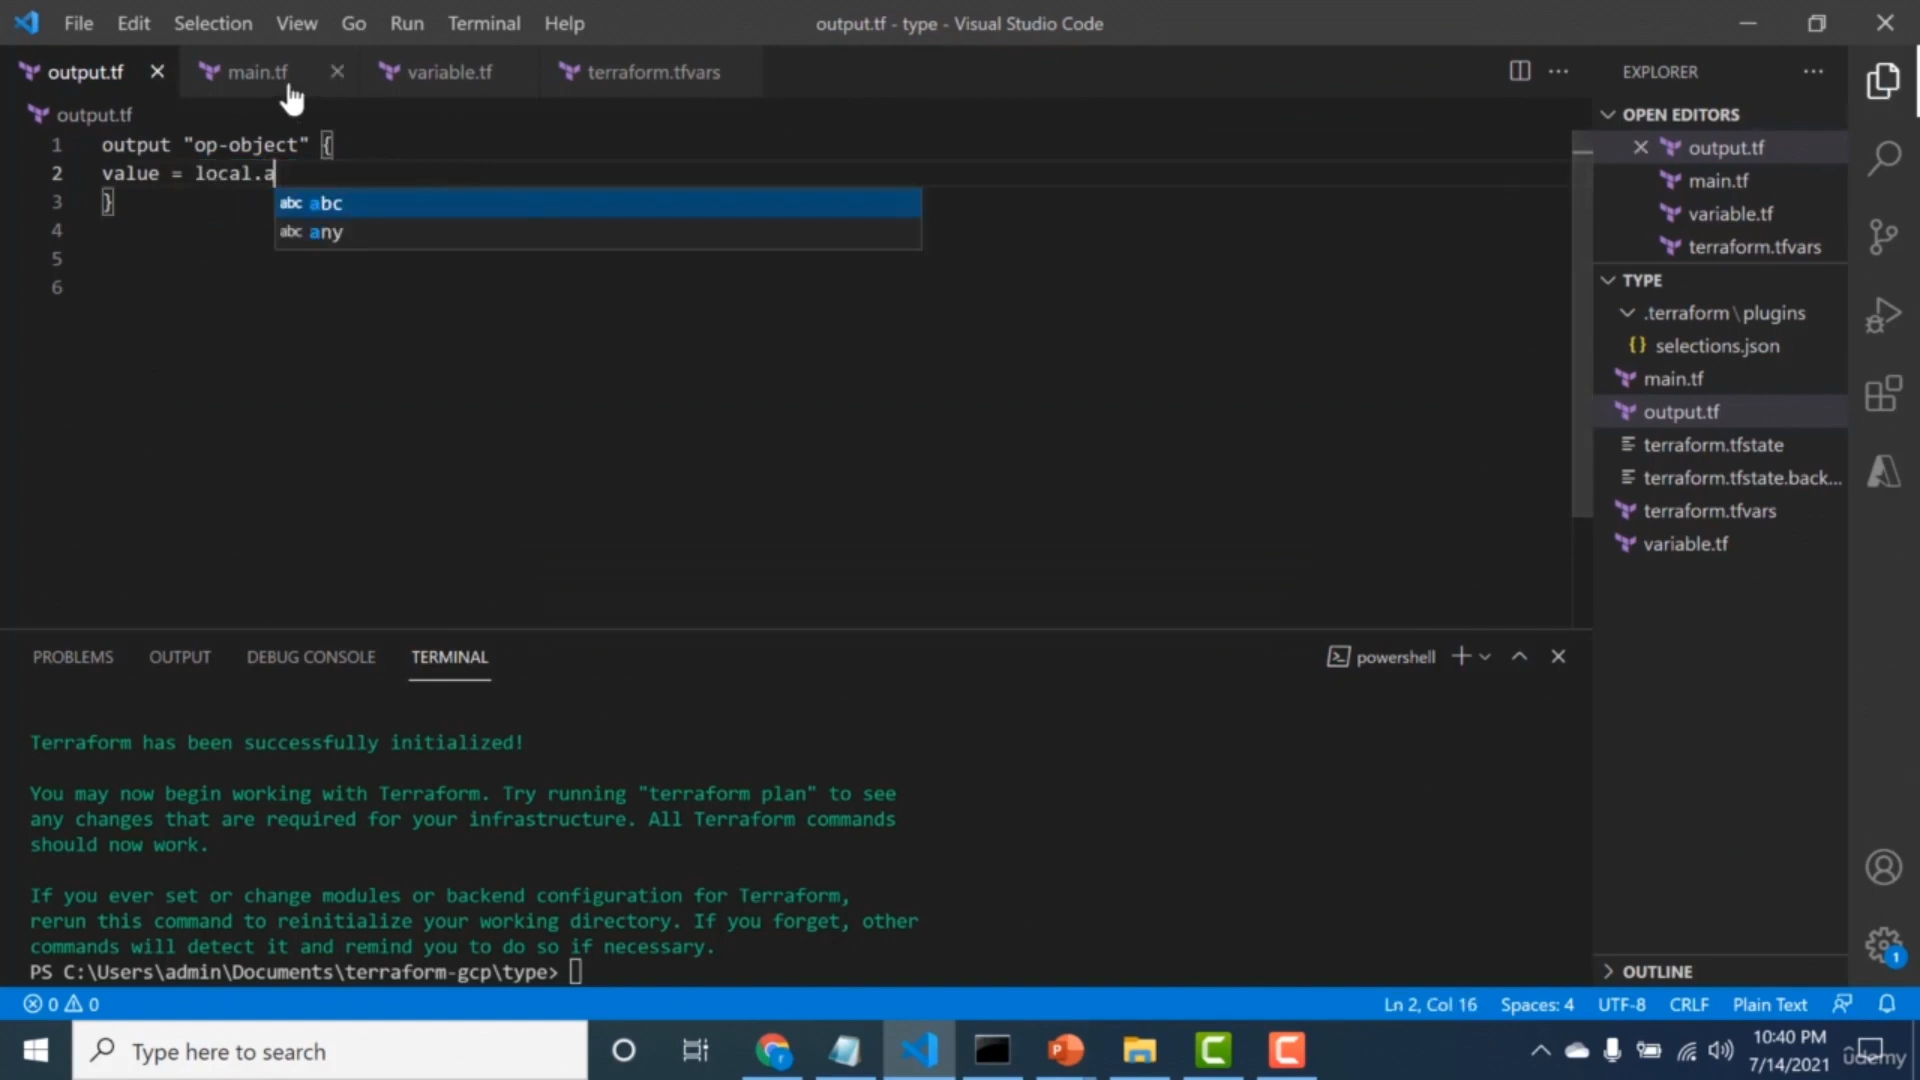 File Edit Selection View Go Run Terminal Help
output.tf - type - Visual Studio Code
output.tf
main.tf
variable.tf
terraform.tfvars
output.tf
1 output "op-object" {
2 value = local.a
3 }
4
5
6
abc abc
abc any
EXPLORER
OPEN EDITORS
output.tf
main.tf
variable.tf
terraform.tfvars
TYPE
.terraform\plugins
{} selections.json
main.tf
output.tf
terraform.tfstate
terraform.tfstate.back...
terraform.tfvars
variable.tf
OUTLINE
PROBLEMS OUTPUT DEBUG CONSOLE TERMINAL
powershell
Terraform has been successfully initialized!
You may now begin working with Terraform. Try running "terraform plan" to see
any changes that are required for your infrastructure. All Terraform commands
should now work.
If you ever set or change modules or backend configuration for Terraform,
rerun this command to reinitialize your working directory. If you forget, other
commands will detect it and remind you to do so if necessary.
PS C:\Users\admin\Documents\terraform-gcp\type>
1
0 0
Ln 2, Col 16 Spaces: 4 UTF-8 CRLF Plain Text
Type here to search
10:40 PM
7/14/2021
ûdemy